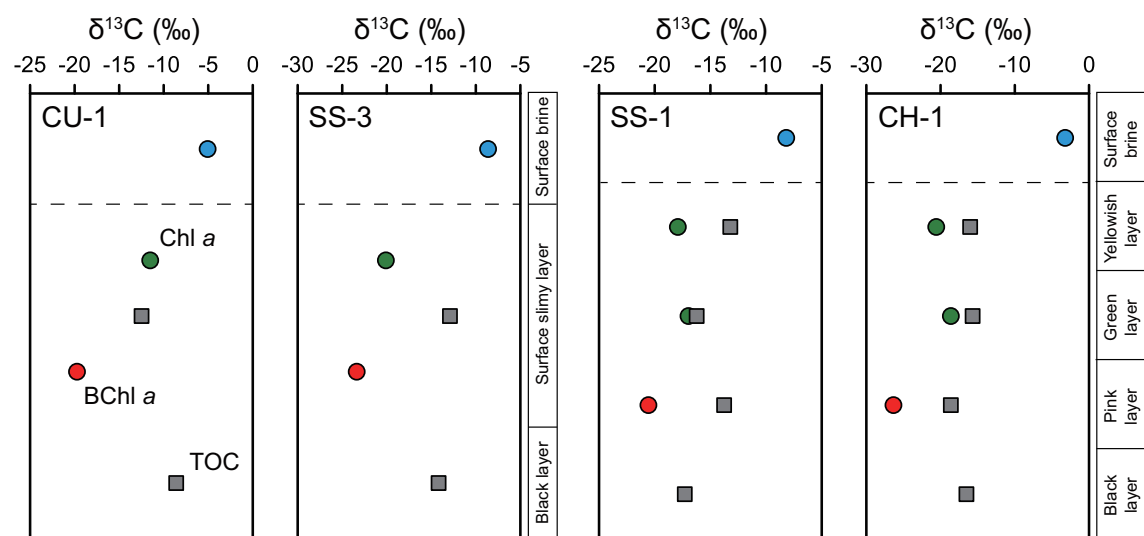 δ¹³C (‰) δ¹³C (‰) δ¹³C (‰) δ¹³C (‰)
-25 -20 -15 -10 -5 0 -30 -25 -20 -15 -10 -5 -25 -20 -15 -10 -5 -30 -20 -10 0
CU-1
Chl a
BChl a
TOC
SS-3
Surface brine
Surface slimy layer
Black layer
SS-1
CH-1
Surface
brine
Yellowish
layer
Green
layer
Pink
layer
Black
layer